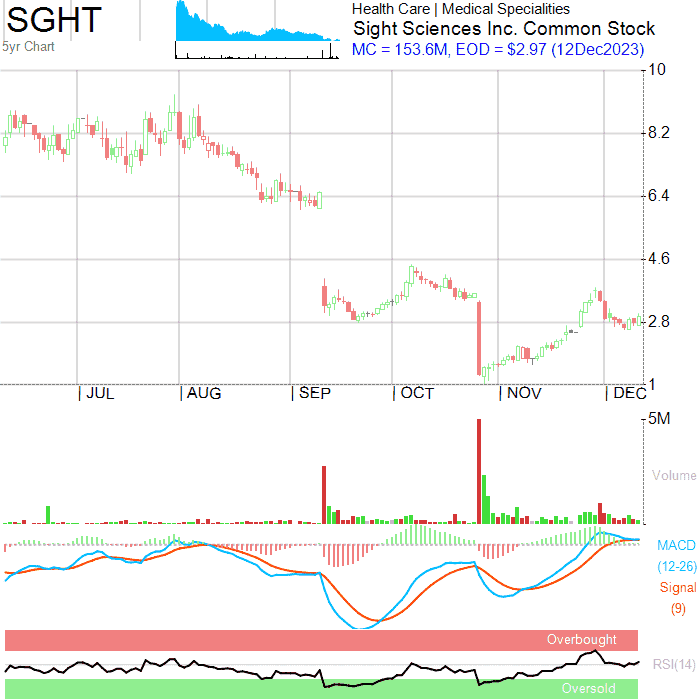 SGHT
5yr Chart
Health Care | Medical Specialities
Sight Sciences Inc. Common Stock
MC = 153.6M, EOD = $2.97 (12Dec2023)
10
8.2
6.4
4.6
2.8
1
| JUL | AUG | SEP | OCT | NOV | DEC
5M
Volume
MACD
(12-26)
Signal
(9)
Overbought
RSI(14)
Oversold